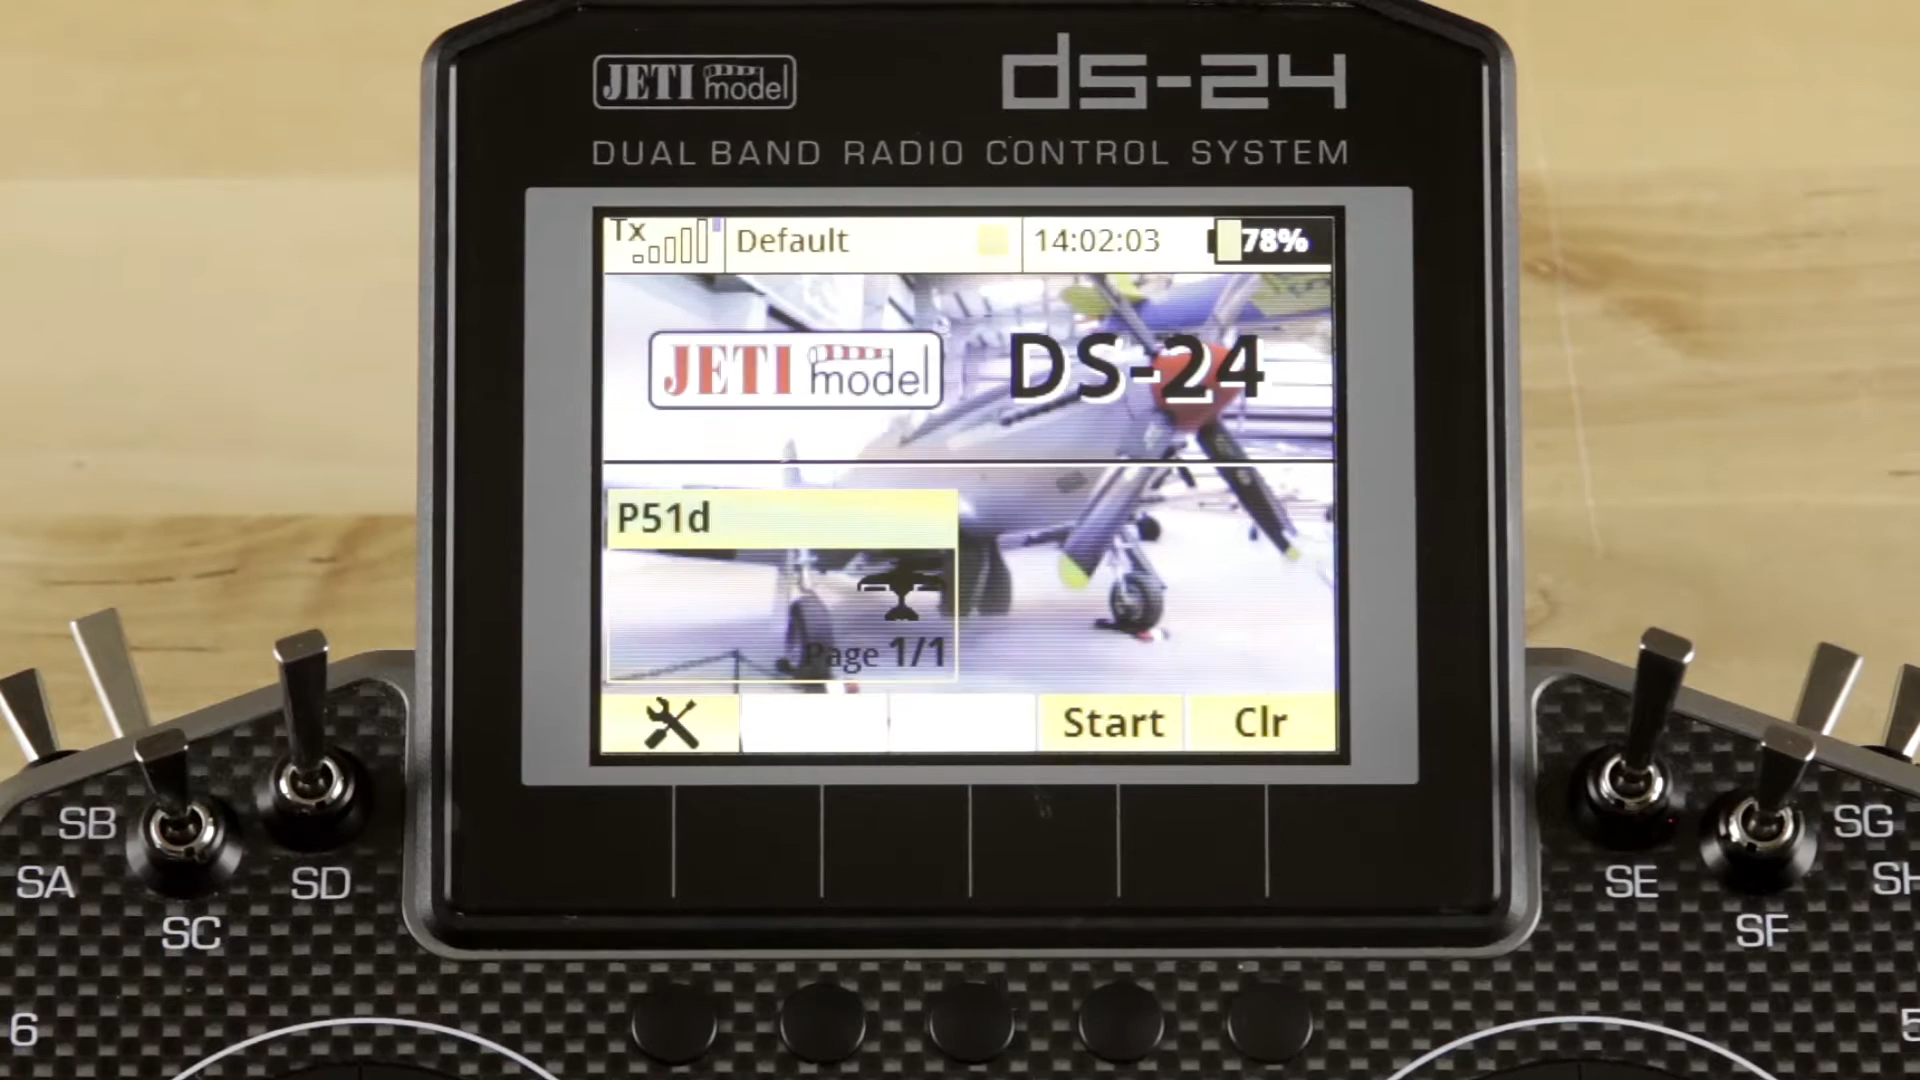 JETI model ds-24
DUAL BAND RADIO CONTROL SYSTEM
Tx Default 14:02:03 78%
JETI model DS-24
P51d
Page 1/1
Start Clr
SB
SA
SC
SD
SE
SF
SG
SH
6
5